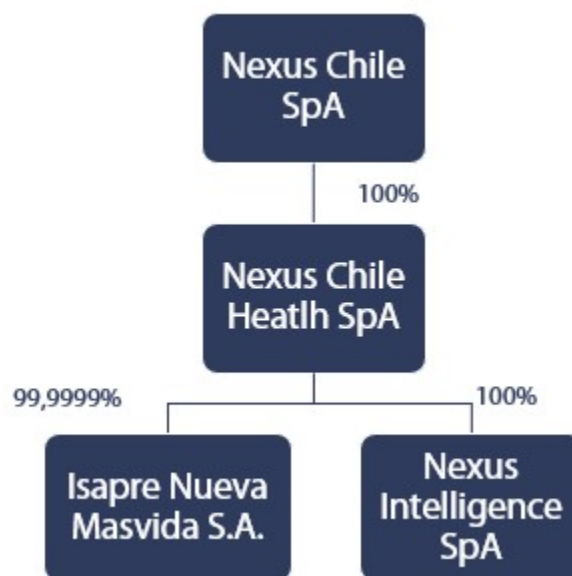 Nexus Chile
SpA
100%
Nexus Chile
Heatlh SpA
99,9999%
100%
Isapre Nueva
Masvida S.A.
Nexus
Intelligence
SpA